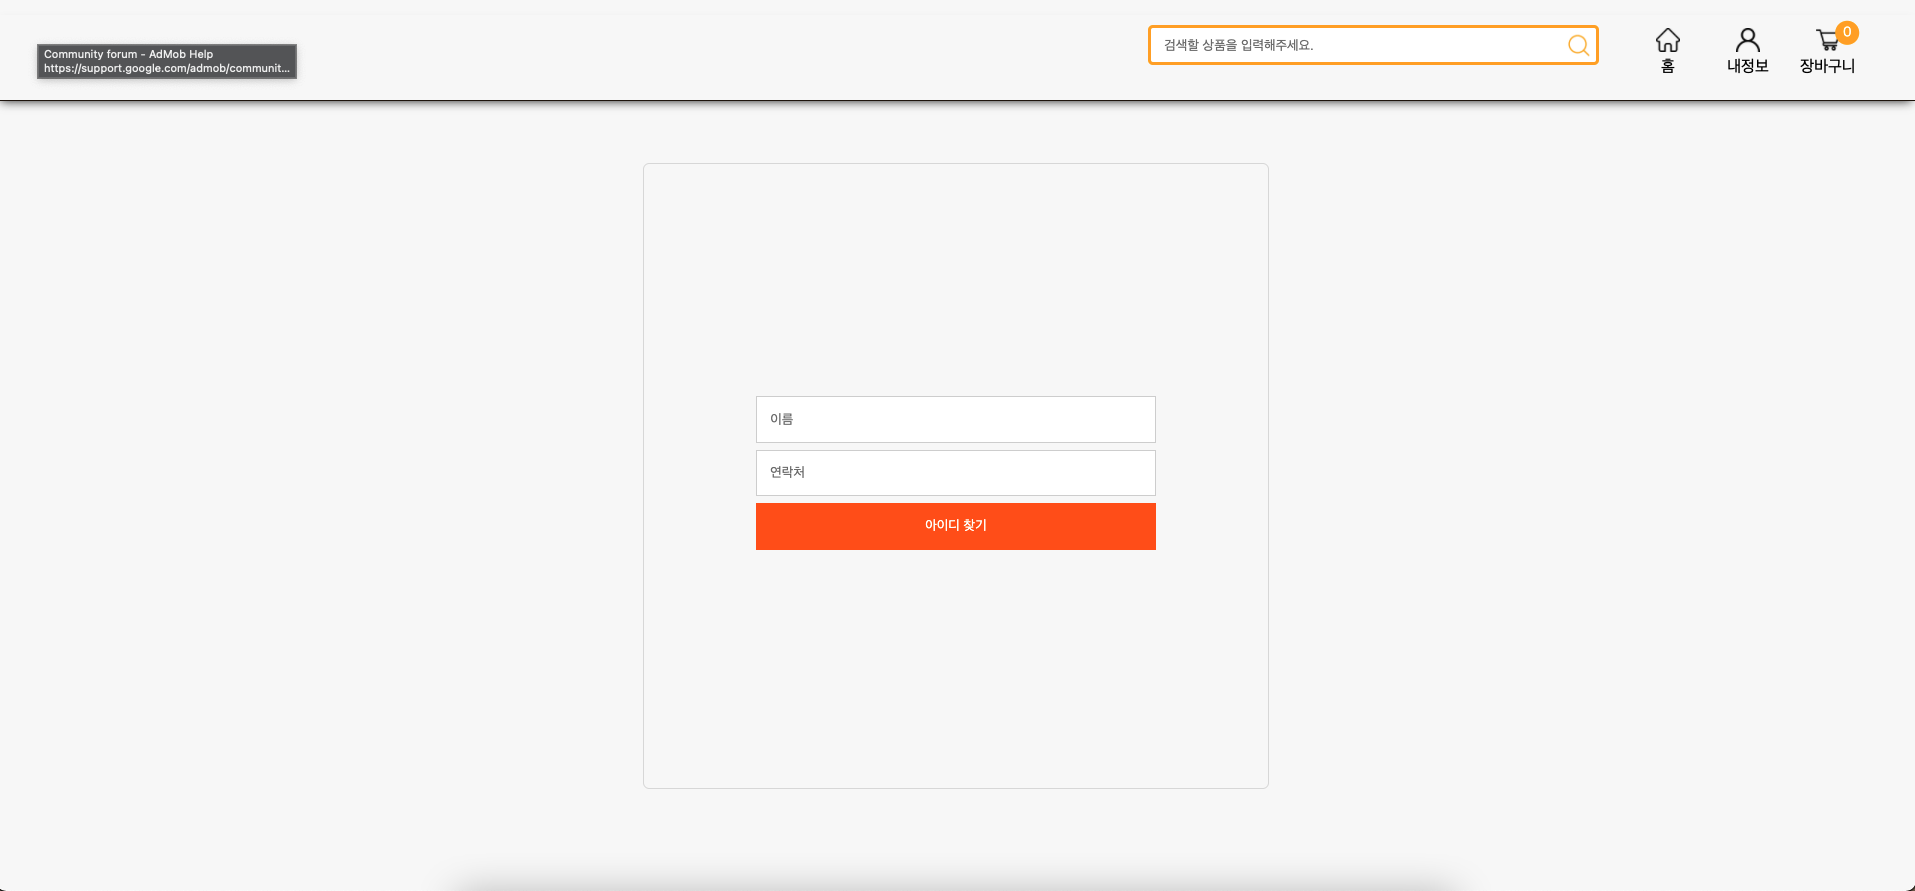 Community forum - AdMob Help
https://support.google.com/admob/communit...
검색할 상품을 입력해주세요.
홈
내정보
0
장바구니
이름
연락처
아이디 찾기